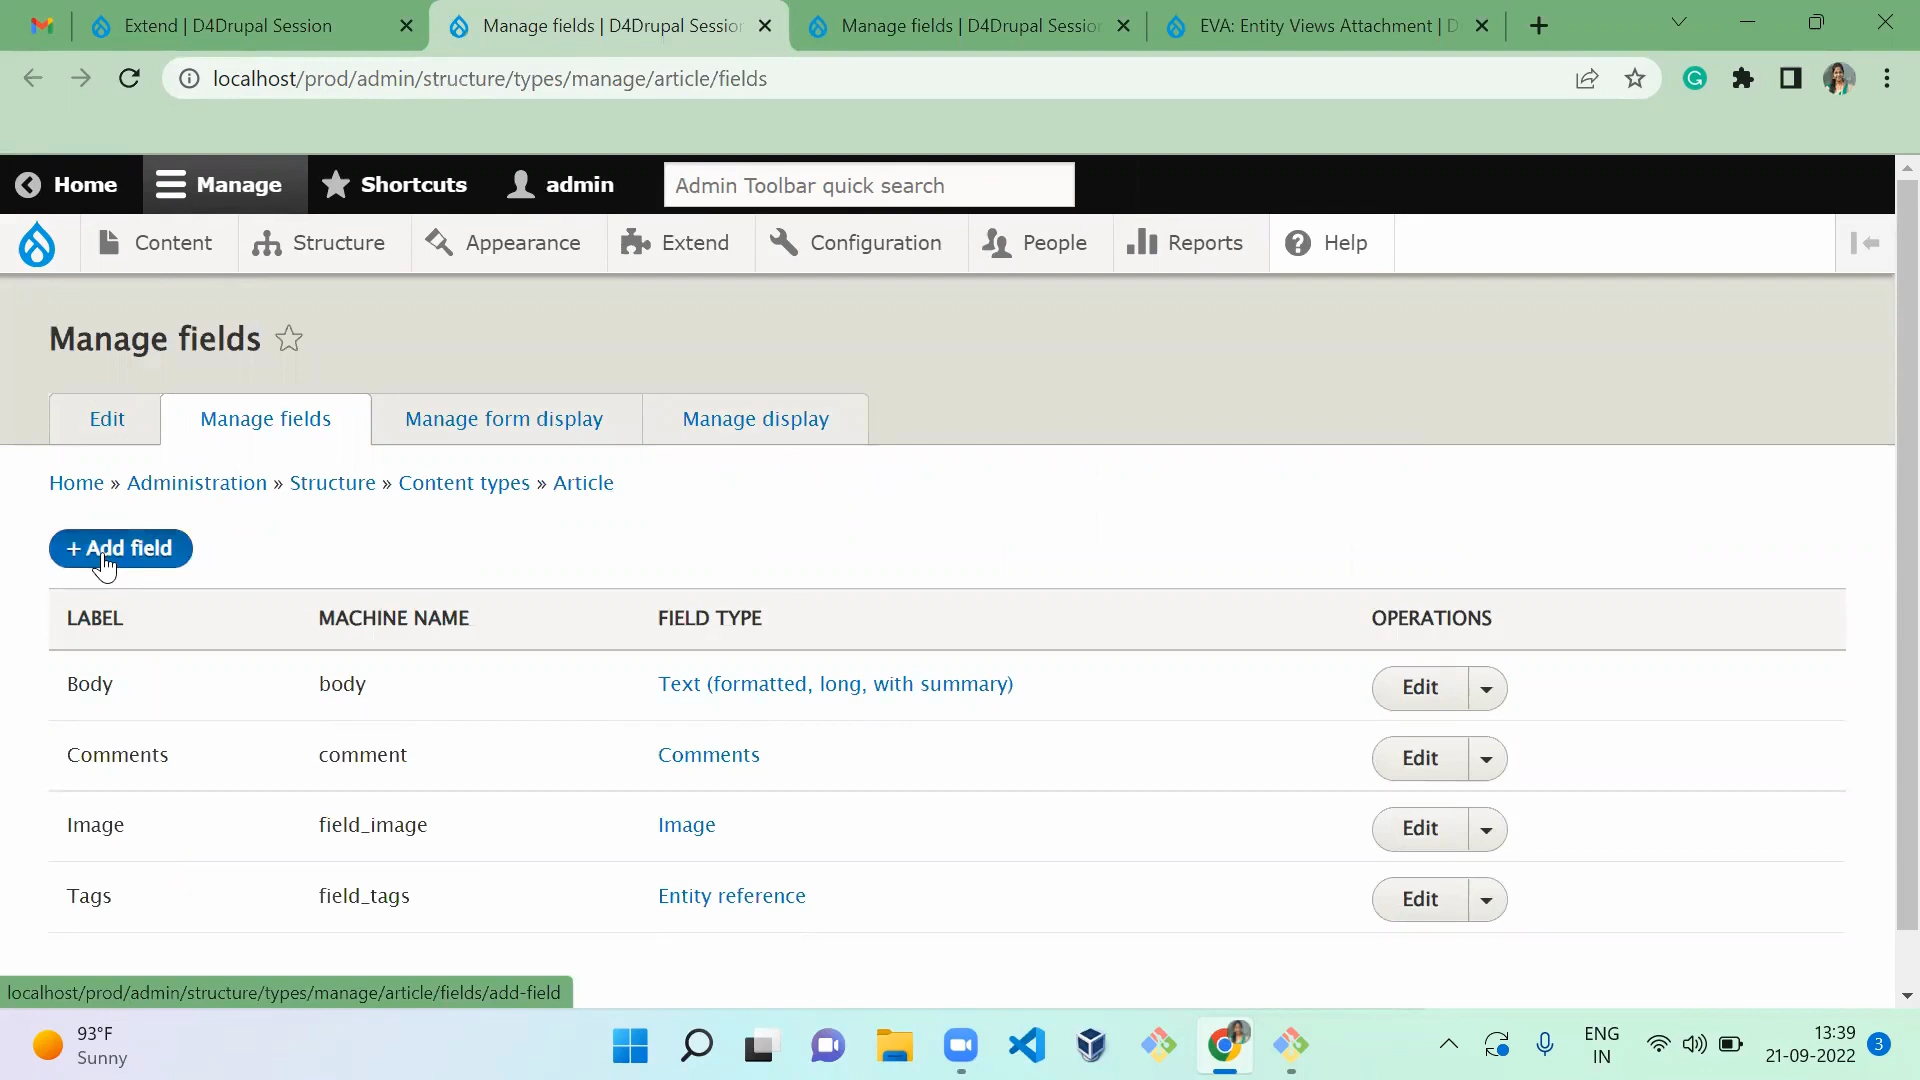 Extend | D4Drupal Session
Manage fields | D4Drupal Sessio
Manage fields | D4Drupal Sessio
EVA: Entity Views Attachment | D
localhost/prod/admin/structure/types/manage/article/fields
Home
Manage
Shortcuts
admin
Admin Toolbar quick search
Content
Structure
Appearance
Extend
Configuration
People
Reports
Help
Manage fields
Edit
Manage fields
Manage form display
Manage display
Home » Administration » Structure » Content types » Article
+ Add field
LABEL MACHINE NAME FIELD TYPE OPERATIONS
Body body Text (formatted, long, with summary) Edit
Comments comment Comments Edit
Image field_image Image Edit
Tags field_tags Entity reference Edit
localhost/prod/admin/structure/types/manage/article/fields/add-field
93°F
Sunny
ENG
IN
13:39
21-09-2022
3